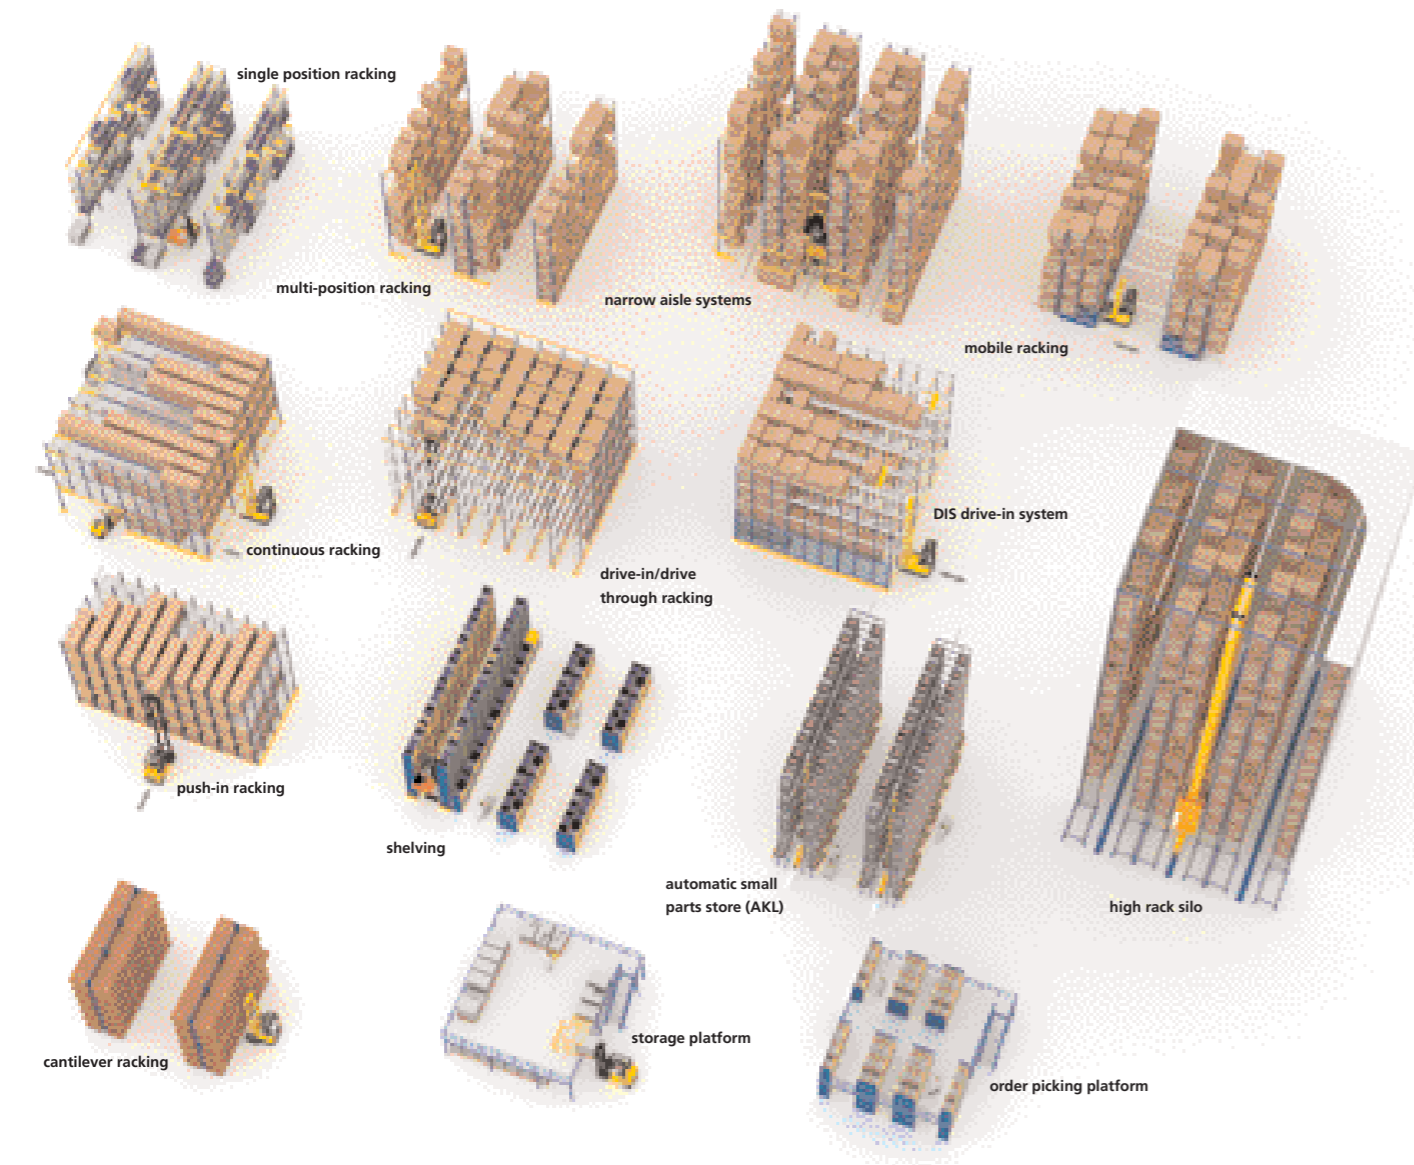 single position racking
multi-position racking
narrow aisle systems
mobile racking
continuous racking
drive-in/drive
through racking
DIS drive-in system
push-in racking
shelving
automatic small
parts store (AKL)
high rack silo
cantilever racking
storage platform
order picking platform